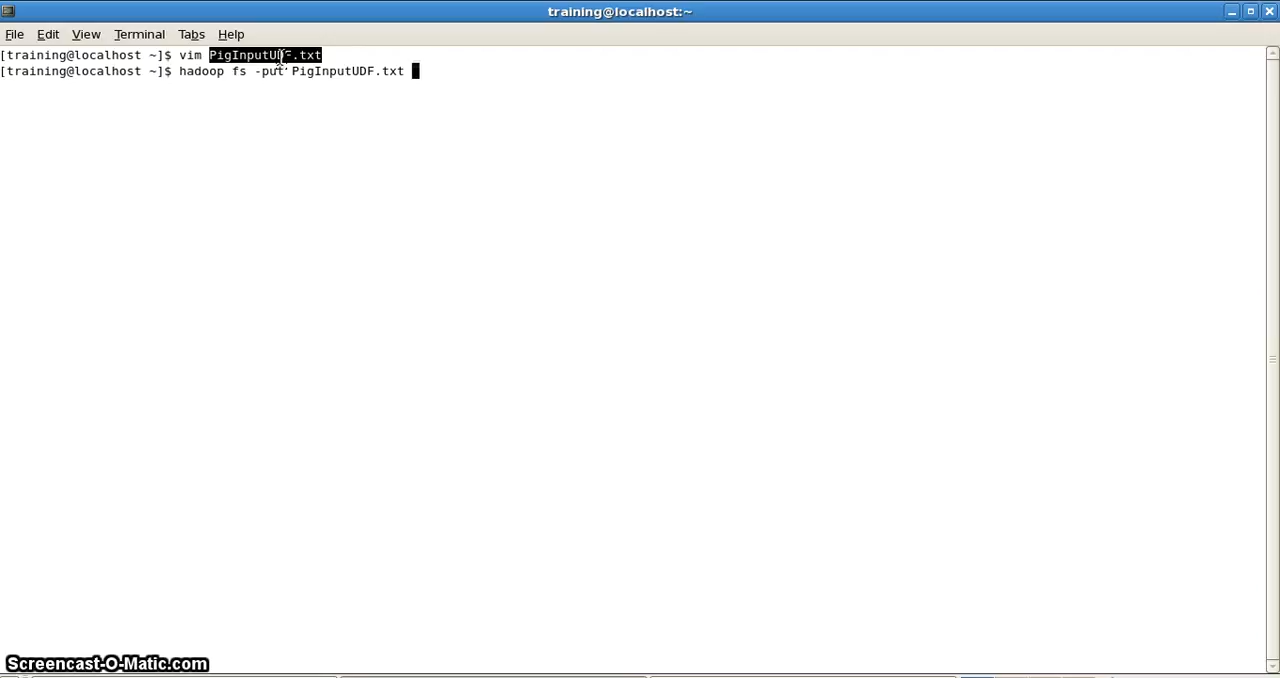 training@localhost:~
File Edit View Terminal Tabs Help
[training@localhost ~]$ vim PigInputUDF.txt
[training@localhost ~]$ hadoop fs -put PigInputUDF.txt
Screencast-O-Matic.com